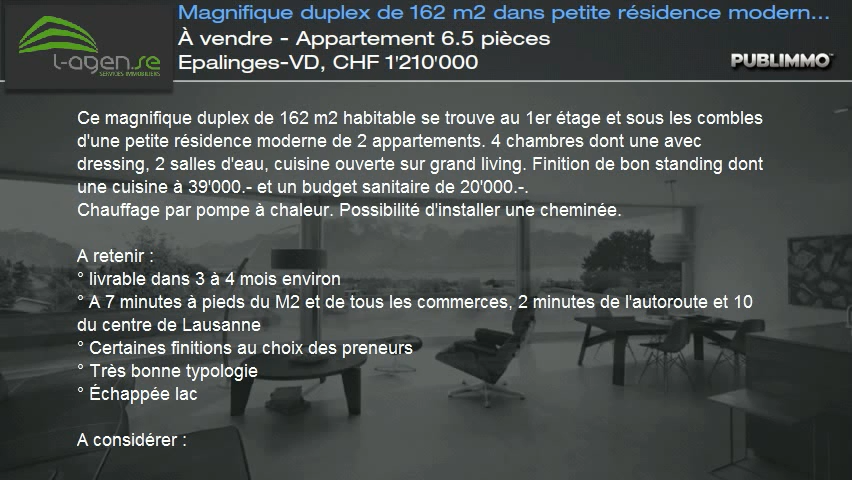 Magnifique duplex de 162 m2 dans petite résidence modern...
À vendre - Appartement 6.5 pièces
Epalinges-VD, CHF 1'210'000
l-agen.se
SERVICES IMMOBILIERS
PUBLIMMO
Ce magnifique duplex de 162 m2 habitable se trouve au 1er étage et sous les combles
d'une petite résidence moderne de 2 appartements. 4 chambres dont une avec
dressing, 2 salles d'eau, cuisine ouverte sur grand living. Finition de bon standing dont
une cuisine à 39'000.- et un budget sanitaire de 20'000.-.
Chauffage par pompe à chaleur. Possibilité d'installer une cheminée.
A retenir :
° livrable dans 3 à 4 mois environ
° A 7 minutes à pieds du M2 et de tous les commerces, 2 minutes de l'autoroute et 10
du centre de Lausanne
° Certaines finitions au choix des preneurs
° Très bonne typologie
° Échappée lac
A considérer :